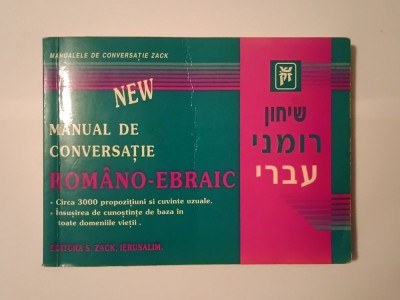 MANUALELE DE CONVERSAȚIE ZACK
NEW
MANUAL DE
CONVERSAȚIE
ROMÂNO-EBRAIC
• Circa 3000 propoziţiuni si cuvinte uzuale.
• Însuşirea de cunoştinţe de baza în
toate domeniile vieţii .
EDITURA S. ZACK, IERUSALIM.
שיחון
רומני
עברי